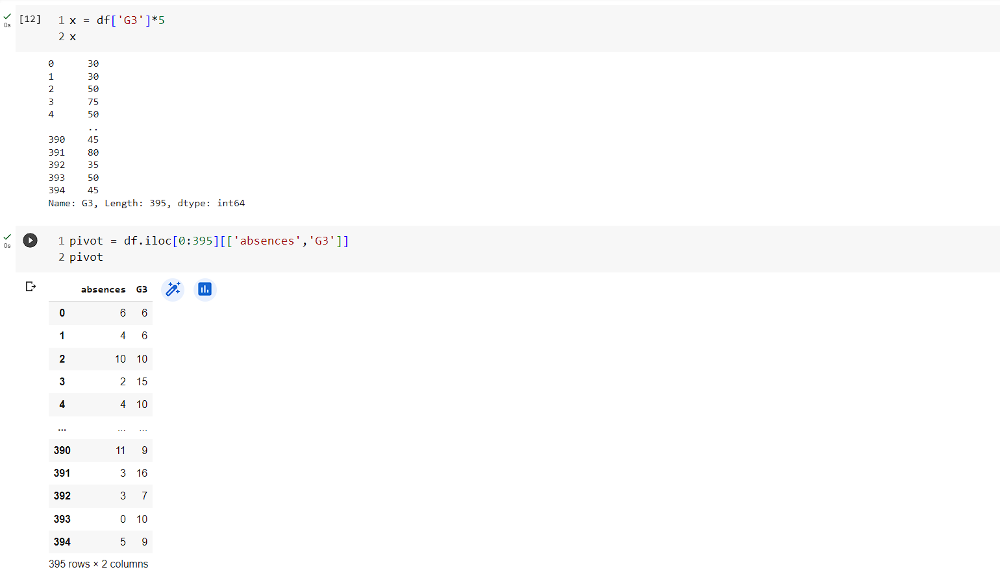 [12] 1 x = df['G3']*5
0s 2 x
0 30
1 30
2 50
3 75
4 50
..
390 45
391 80
392 35
393 50
394 45
Name: G3, Length: 395, dtype: int64
1 pivot = df.iloc[0:395][['absences','G3']]
0s 2 pivot
absences G3
0 6 6
1 4 6
2 10 10
3 2 15
4 4 10
... ... ...
390 11 9
391 3 16
392 3 7
393 0 10
394 5 9
395 rows × 2 columns